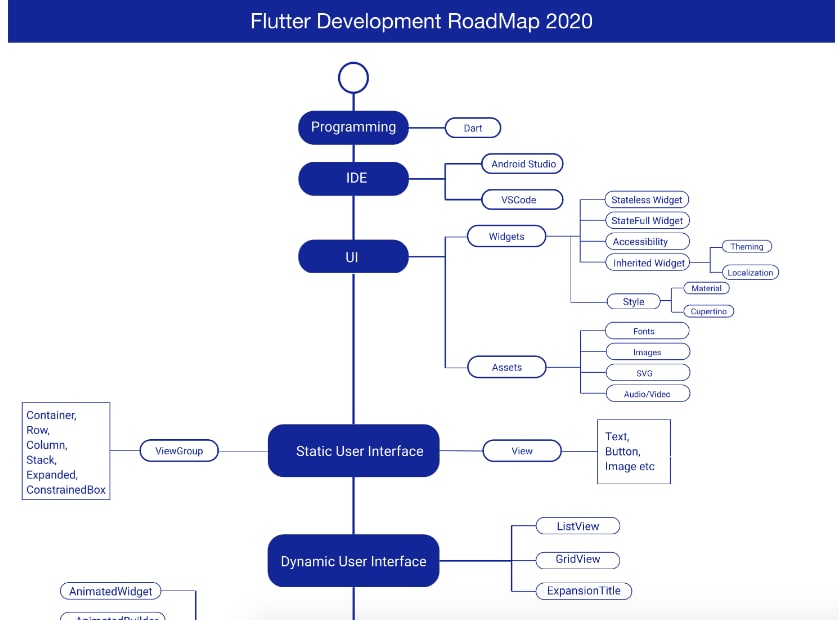 Flutter Development RoadMap 2020
Programming
Dart
IDE
Android Studio
VSCode
UI
Widgets
Stateless Widget
StateFull Widget
Accessibility
Inherited Widget
Theming
Localization
Style
Material
Cupertino
Assets
Fonts
Images
SVG
Audio/Video
Container,
Row,
Column,
Stack,
Expanded,
ConstrainedBox
ViewGroup
Static User Interface
View
Text,
Button,
Image etc
Dynamic User Interface
ListView
GridView
ExpansionTitle
AnimatedWidget
AnimatedBuilder